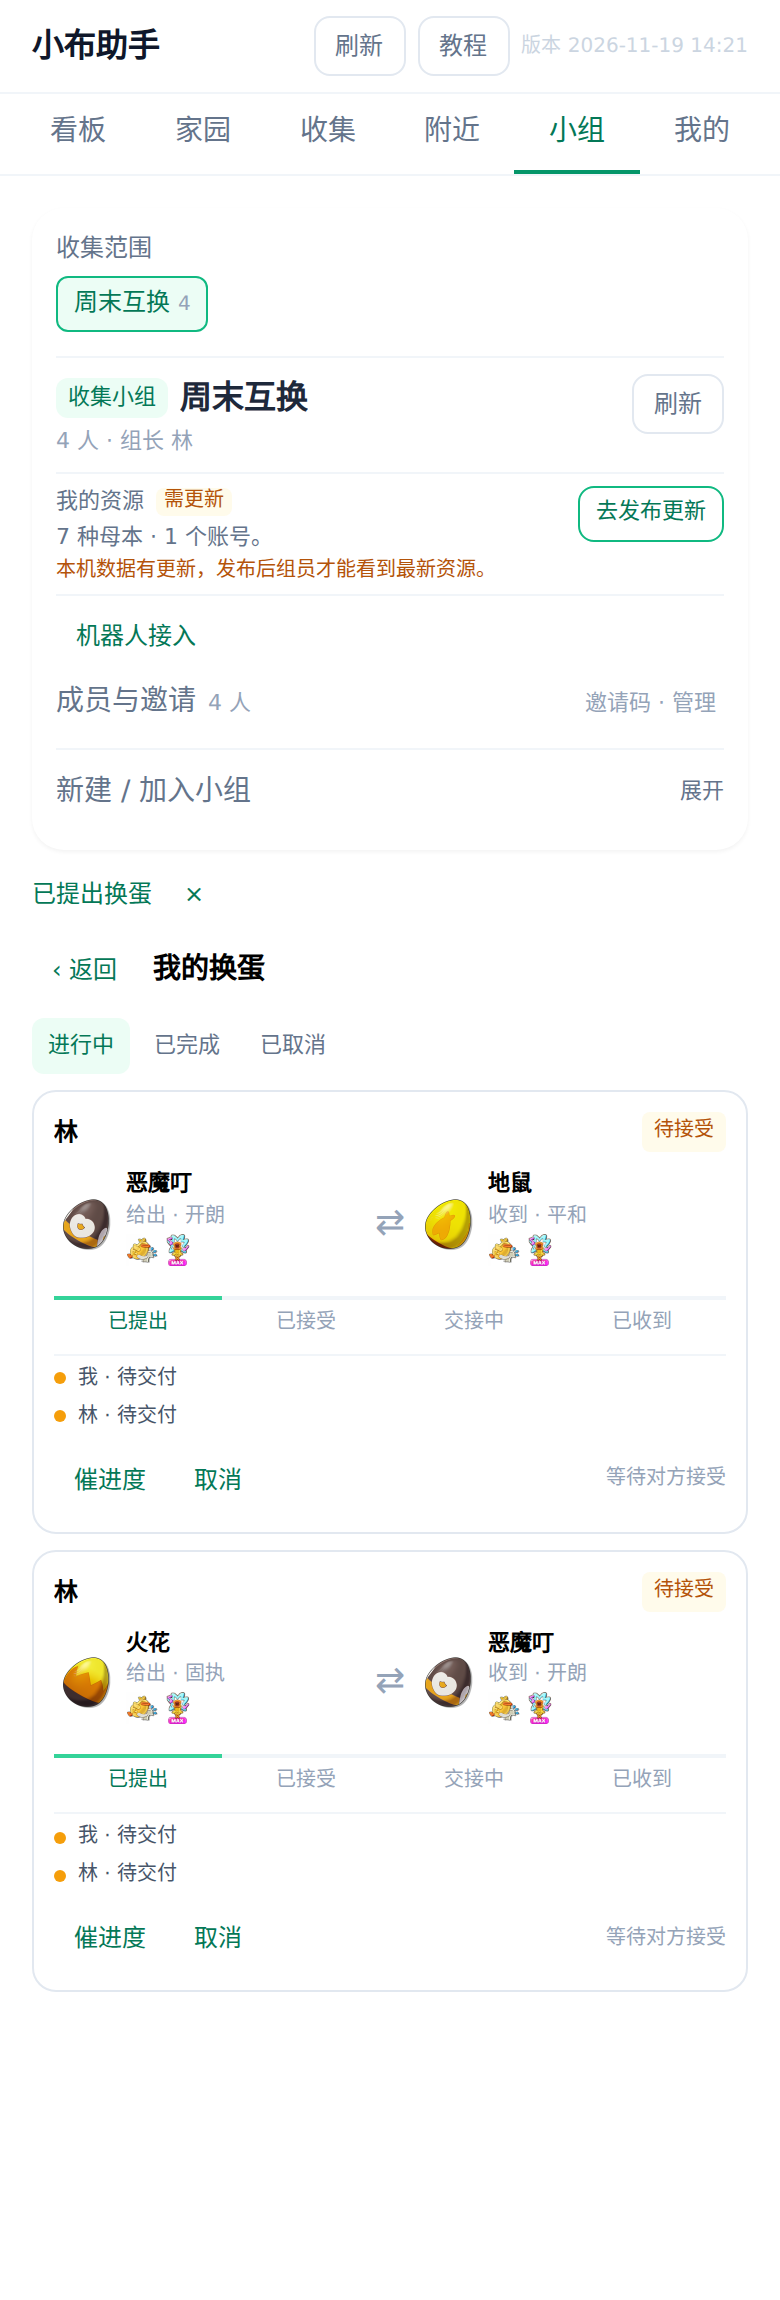 小布助手 刷新 教程 版本 2026-11-19 14:21
看板 家园 收集 附近 小组 我的
收集范围
周末互换 4
收集小组 周末互换 刷新
4 人 · 组长 林
我的资源 需更新 去发布更新
7 种母本 · 1 个账号。
本机数据有更新，发布后组员才能看到最新资源。
机器人接入
成员与邀请 4 人 邀请码 · 管理
新建 / 加入小组 展开
已提出换蛋 ×
‹ 返回 我的换蛋
进行中 已完成 已取消
林 待接受
恶魔叮 地鼠
给出 · 开朗 ⇄ 收到 · 平和
MAX MAX
已提出 已接受 交接中 已收到
我 · 待交付
林 · 待交付
催进度 取消 等待对方接受
林 待接受
火花 恶魔叮
给出 · 固执 ⇄ 收到 · 开朗
MAX MAX
已提出 已接受 交接中 已收到
我 · 待交付
林 · 待交付
催进度 取消 等待对方接受